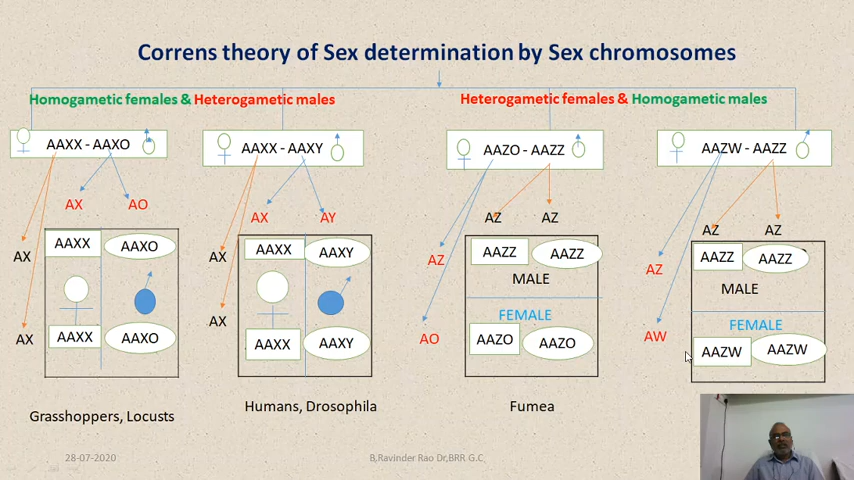 Correns theory of Sex determination by Sex chromosomes
Homogametic females & Heterogametic males
Heterogametic females & Homogametic males
AAXX - AAXO
AAXX - AAXY
AAZO - AAZZ
AAZW - AAZZ
AX
AO
AX
AX
AAXX
AAXO
AAXX
AAXO
Grasshoppers, Locusts
AX
AY
AX
AX
AAXX
AAXY
AAXX
AAXY
Humans, Drosophila
AZ
AZ
AZ
AO
AAZZ
AAZZ
MALE
FEMALE
AAZO
AAZO
Fumea
AZ
AZ
AZ
AW
AAZZ
AAZZ
MALE
FEMALE
AAZW
AAZW
28-07-2020
B,Ravinder Rao Dr,BRR G.C